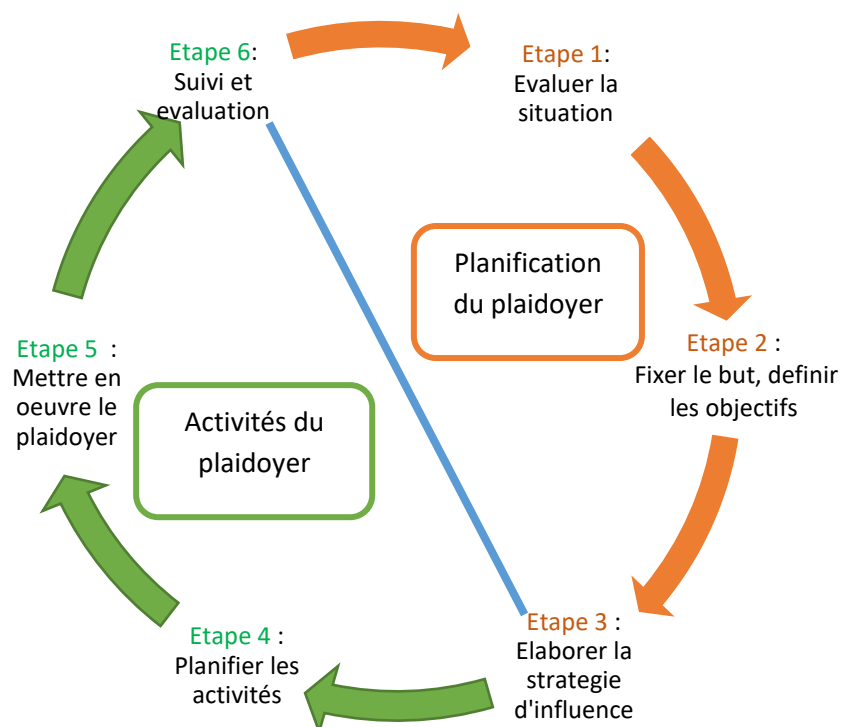 Etape 1:
Evaluer la
situation
Etape 2 :
Fixer le but, definir
les objectifs
Etape 3 :
Elaborer la
strategie
d'influence
Etape 4 :
Planifier les
activités
Etape 5 :
Mettre en
oeuvre le
plaidoyer
Etape 6:
Suivi et
evaluation
Planification
du plaidoyer
Activités du
plaidoyer